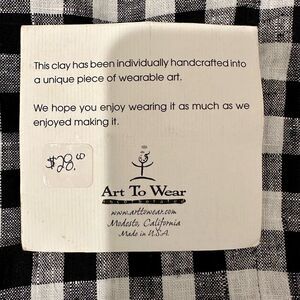 This clay has been individually handcrafted into
a unique piece of wearable art.
We hope you enjoy wearing it as much as we
enjoyed making it.
$28.00
Art To Wear
www.arttowear.com
Modesto, California
Made in U.S.A.